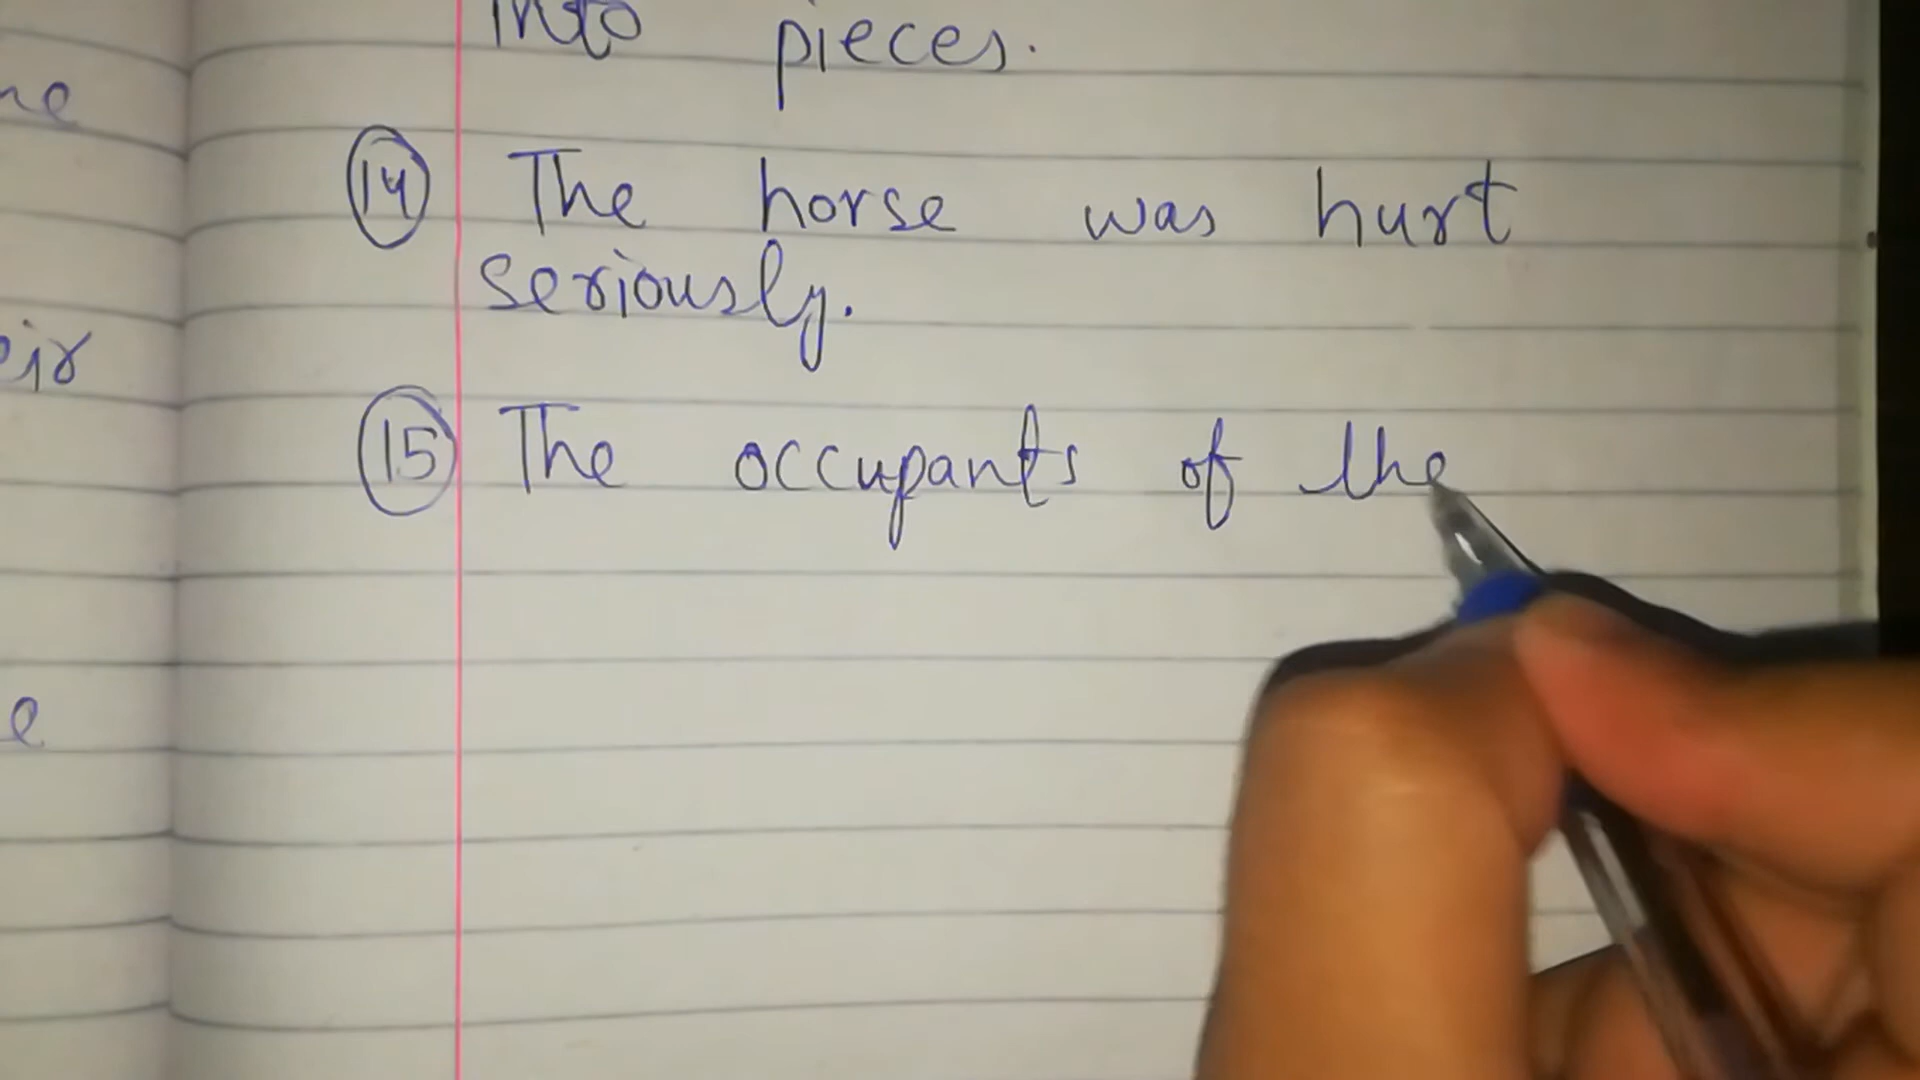 into pieces.
14 The horse was hurt
seriously.
15 The occupants of the